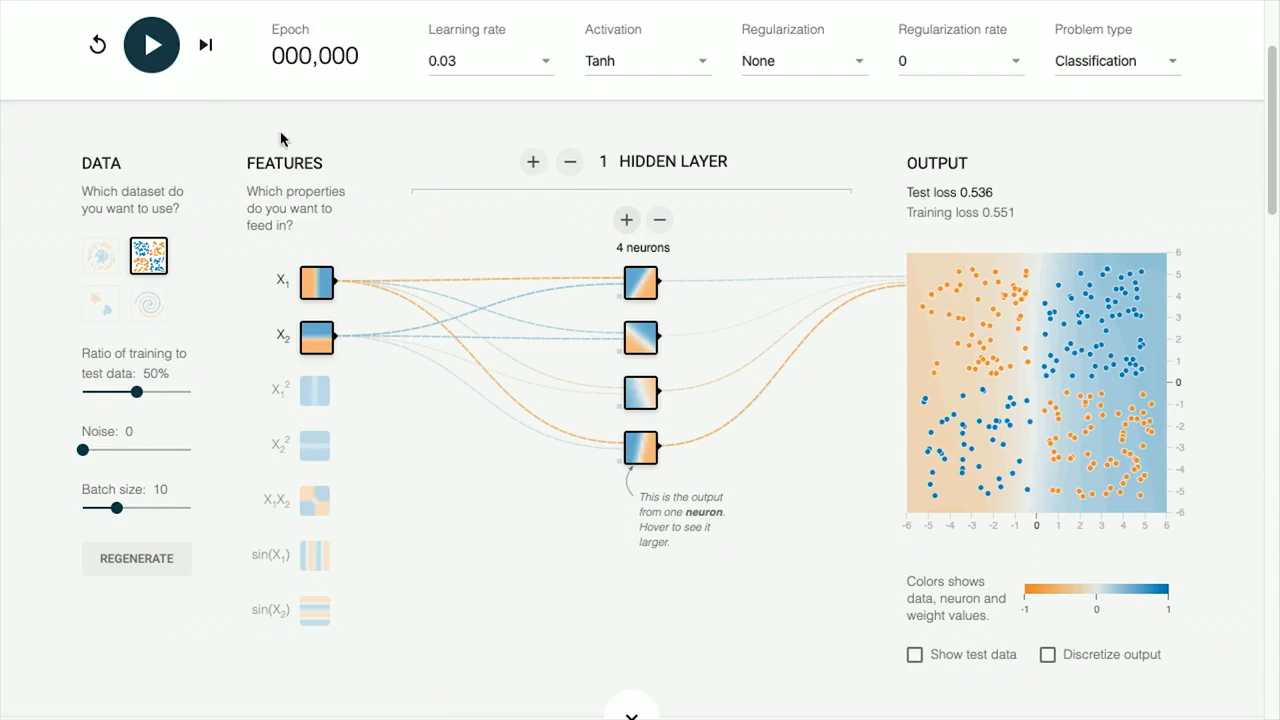 Epoch
000,000
Learning rate
0.03
Activation
Tanh
Regularization
None
Regularization rate
0
Problem type
Classification
DATA
Which dataset do
you want to use?
Ratio of training to
test data: 50%
Noise: 0
Batch size: 10
REGENERATE
FEATURES
Which properties
do you want to
feed in?
X1
X2
X1²
X2²
X1X2
sin(X1)
sin(X2)
1 HIDDEN LAYER
4 neurons
This is the output
from one neuron.
Hover to see it
larger.
OUTPUT
Test loss 0.536
Training loss 0.551
6
5
4
3
2
1
0
-1
-2
-3
-4
-5
-6
-6 -5 -4 -3 -2 -1 0 1 2 3 4 5 6
Colors shows
data, neuron and
weight values.
-1 0 1
Show test data
Discretize output